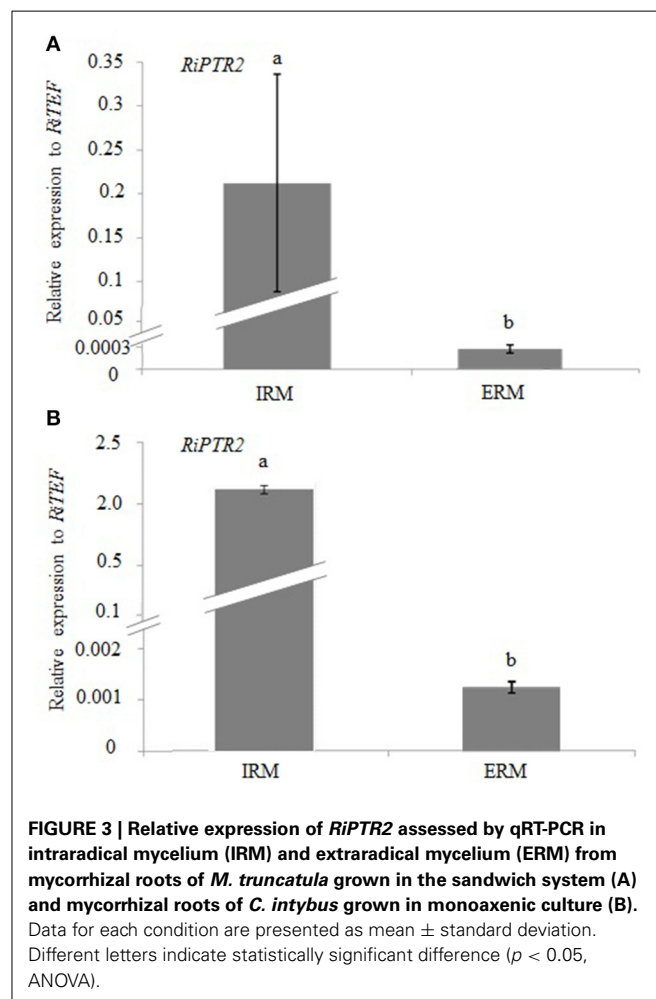 A
RiPTR2
a
0.35
0.3
0.25
0.2
0.15
0.1
0.05
0.0003
0
Relative expression to RiTEF
b
IRM
ERM
B
RiPTR2
a
2.5
2.0
0.5
0.1
0.002
0.001
0
Relative expression to RiTEF
b
IRM
ERM
FIGURE 3 | Relative expression of RiPTR2 assessed by qRT-PCR in
intraradical mycelium (IRM) and extraradical mycelium (ERM) from
mycorrhizal roots of M. truncatula grown in the sandwich system (A)
and mycorrhizal roots of C. intybus grown in monoaxenic culture (B).
Data for each condition are presented as mean ± standard deviation.
Different letters indicate statistically significant difference (p < 0.05,
ANOVA).